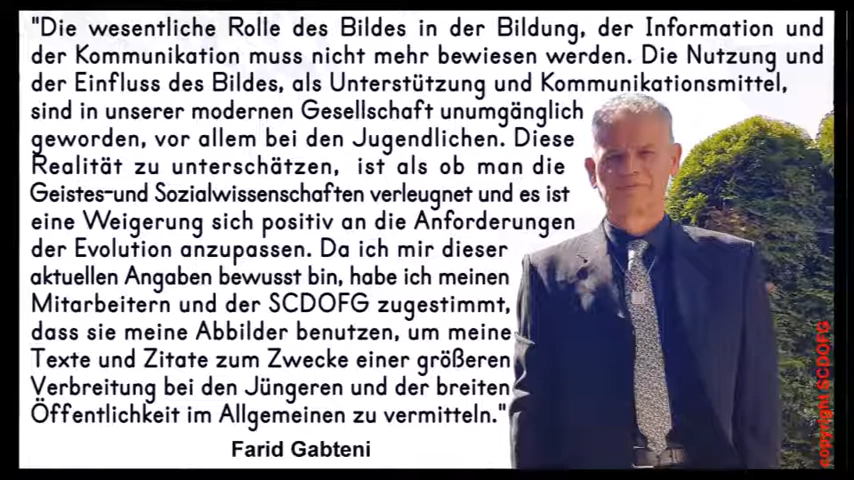 "Die wesentliche Rolle des Bildes in der Bildung, der Information und
der Kommunikation muss nicht mehr bewiesen werden. Die Nutzung und
der Einfluss des Bildes, als Unterstützung und Kommunikationsmittel,
sind in unserer modernen Gesellschaft unumgänglich
geworden, vor allem bei den Jugendlichen. Diese
Realität zu unterschätzen, ist als ob man die
Geistes-und Sozialwissenschaften verleugnet und es ist
eine Weigerung sich positiv an die Anforderungen
der Evolution anzupassen. Da ich mir dieser
aktuellen Angaben bewusst bin, habe ich meinen
Mitarbeitern und der SCDOFG zugestimmt,
dass sie meine Abbilder benutzen, um meine
Texte und Zitate zum Zwecke einer größeren
Verbreitung bei den Jüngeren und der breiten
Öffentlichkeit im Allgemeinen zu vermitteln."
Farid Gabteni
copyright SCDOFG